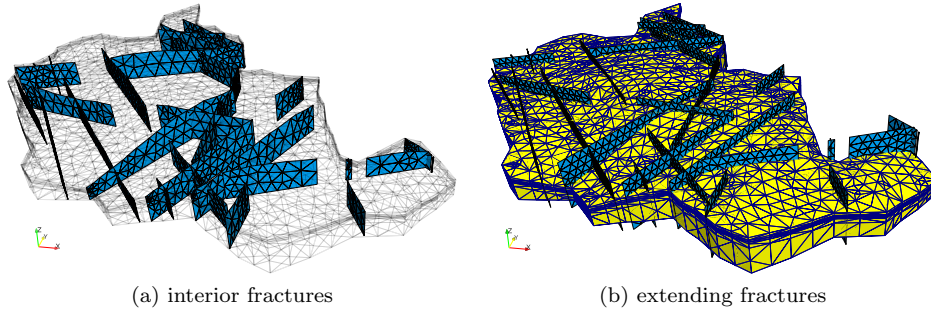 Z
Y
X
Z
Y
X
(a) interior fractures
(b) extending fractures